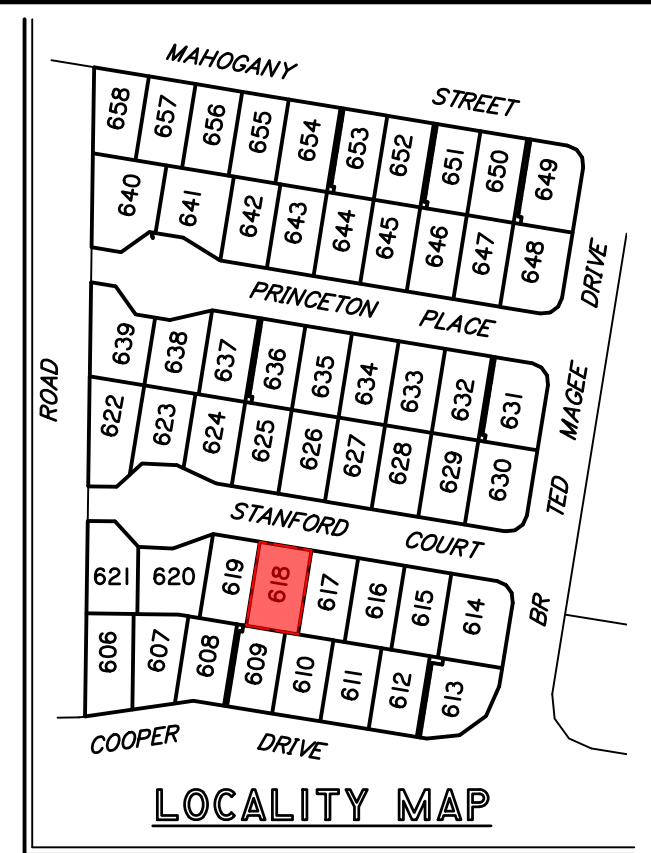 MAHOGANY STREET
658 657 656 655 654 653 652 651 650 649
640 641 642 643 644 645 646 647 648
DRIVE
PRINCETON PLACE
639 638 637 636 635 634 633 632 631
MAGEE
ROAD
622 623 624 625 626 627 628 629 630
TED
STANFORD COURT
621 620 619 618 617 616 615 614
BR
606 607 608 609 610 611 612 613
COOPER DRIVE
LOCALITY MAP